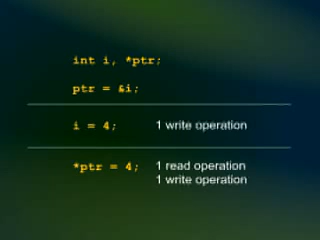 int i, *ptr;
ptr = &i;
i = 4; 1 write operation
*ptr = 4; 1 read operation
1 write operation